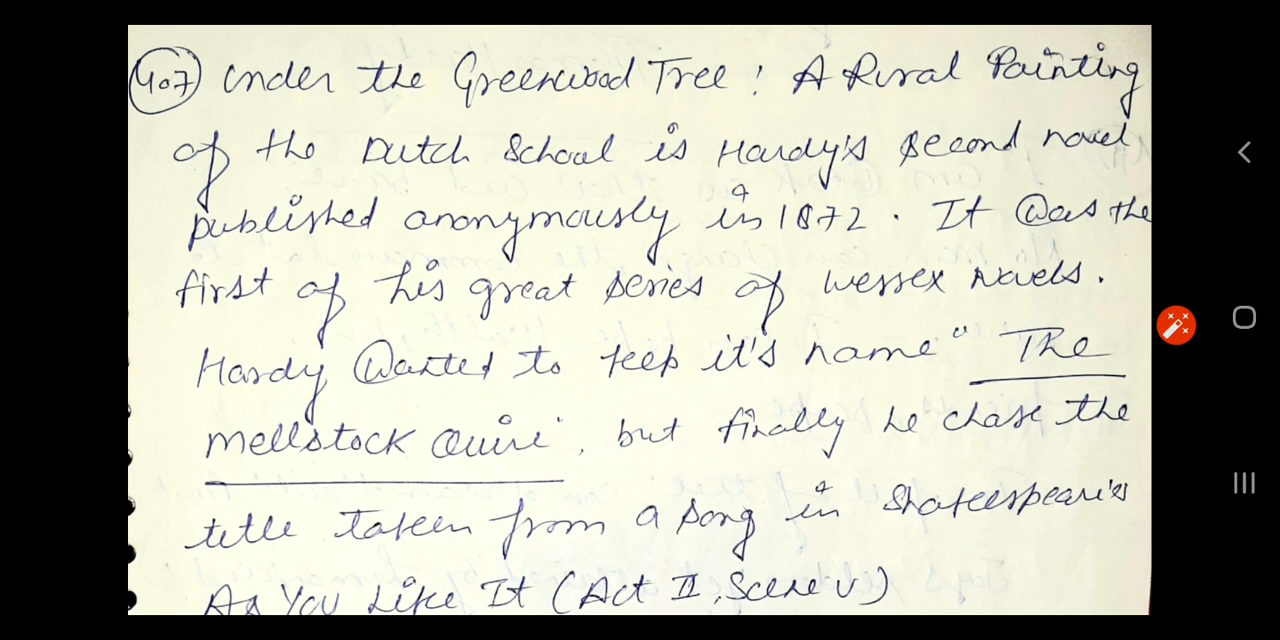 407 Under the Greenwood Tree: A Rural Painting
of the Dutch School is Hardy's second novel
published anonymously in 1872. It was the
first of his great series of Wessex novels.
Hardy Wanted to keep it's name "The
Mellstock Quire", but finally he chose the
title taken from a song in Shakespeare's
As You Like It (Act II, Scene V)